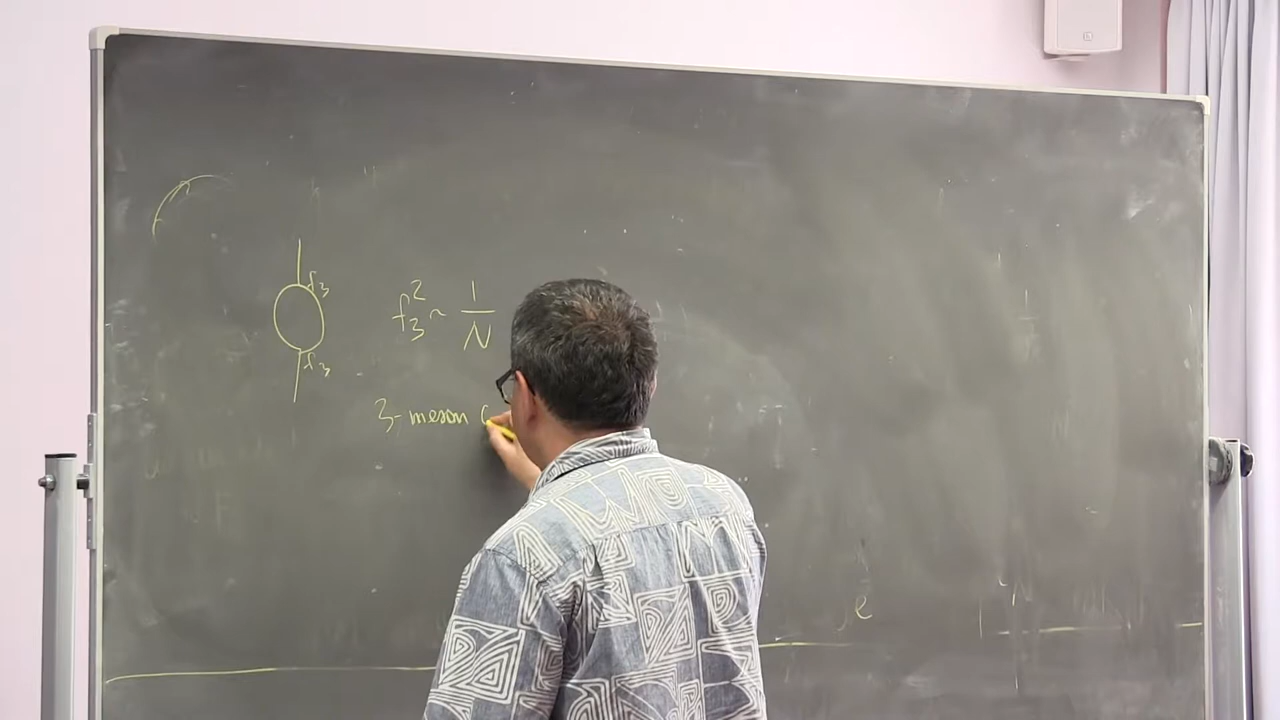 f₃
f₃² ~ 1/N
f₃
3-meson
e